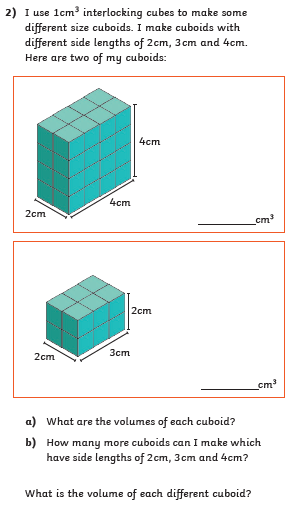 2) I use 1cm³ interlocking cubes to make some
different size cuboids. I make cuboids with
different side lengths of 2cm, 3cm and 4cm.
Here are two of my cuboids:
4cm
4cm
2cm
________cm³
2cm
3cm
2cm
________cm³
a) What are the volumes of each cuboid?
b) How many more cuboids can I make which
have side lengths of 2cm, 3cm and 4cm?
What is the volume of each different cuboid?